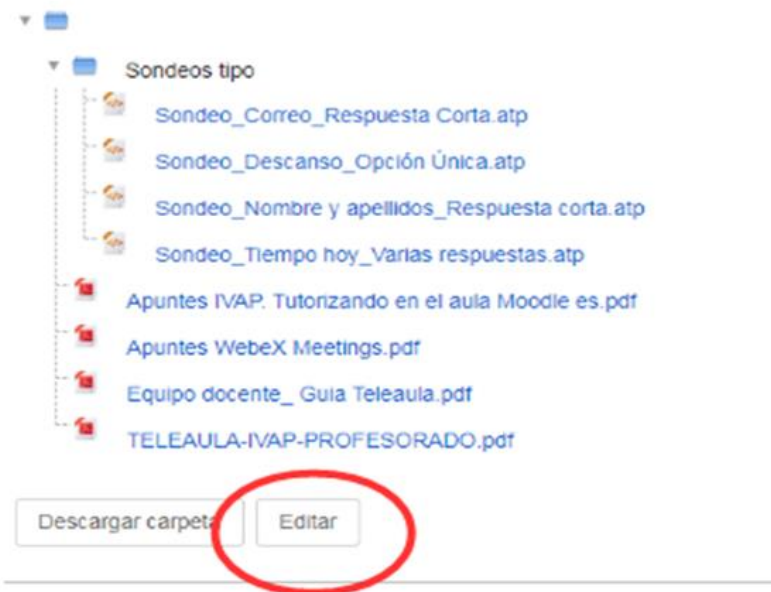 Sondeos tipo
Sondeo_Correo_Respuesta Corta.atp
Sondeo_Descanso_Opción Única.atp
Sondeo_Nombre y apellidos_Respuesta corta.atp
Sondeo_Tiempo hoy_Varias respuestas.atp
Apuntes IVAP. Tutorizando en el aula Moodle es.pdf
Apuntes WebeX Meetings.pdf
Equipo docente_ Guia Teleaula.pdf
TELEAULA-IVAP-PROFESORADO.pdf
Descargar carpeta Editar